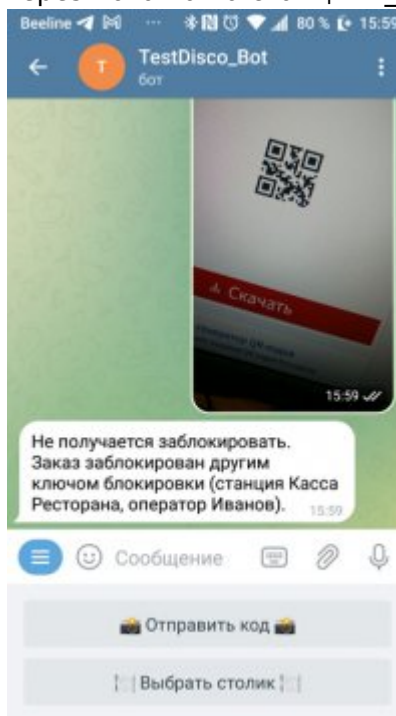 Beeline ... 80 % 15:59
TestDisco_Bot
Т
бот
Скачать
15:59
Не получается заблокировать.
Заказ заблокирован другим
ключом блокировки (станция Касса
Ресторана, оператор Иванов). 15:59
Сообщение
Отправить код
Выбрать столик